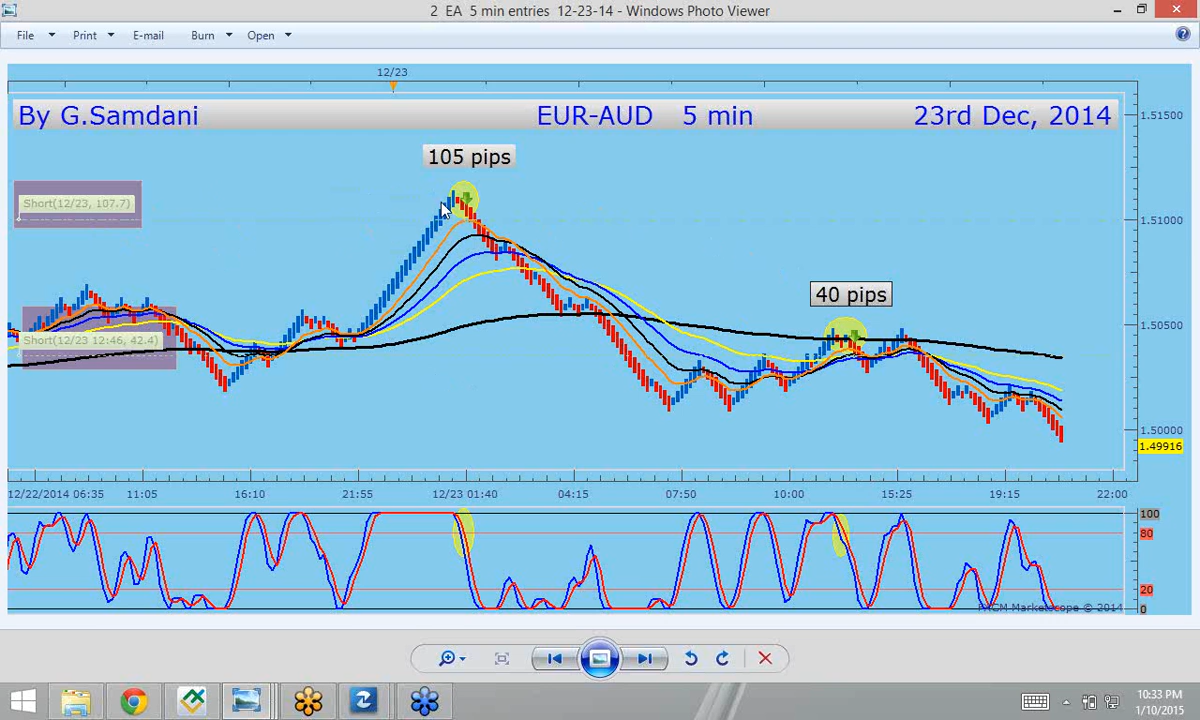 2 EA 5 min entries 12-23-14 - Windows Photo Viewer
File Print E-mail Burn Open
12/23
By G.Samdani EUR-AUD 5 min 23rd Dec, 2014
1.51500
105 pips
Short(12/23, 107.7)
1.51000
40 pips
1.50500
Short(12/23 12:46, 42.4)
1.50000
1.49916
12/22/2014 06:35 11:05 16:10 21:55 12/23 01:40 04:15 07:50 10:00 15:25 19:15 22:00
100
80
20
FXCM Marketscope © 2014
0
10:33 PM
1/10/2015